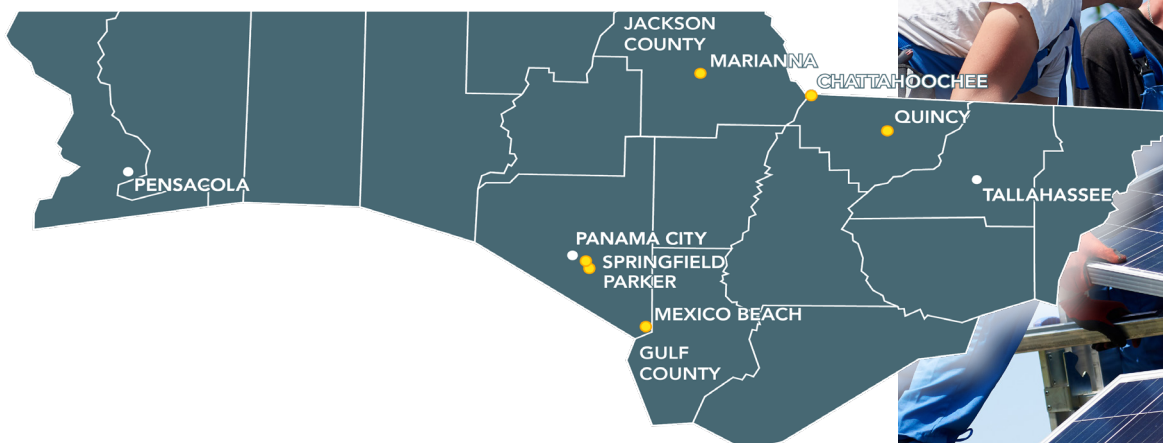 JACKSON
COUNTY
MARIANNA
CHATTAHOOCHEE
QUINCY
PENSACOLA
TALLAHASSEE
PANAMA CITY
SPRINGFIELD
PARKER
MEXICO BEACH
GULF
COUNTY